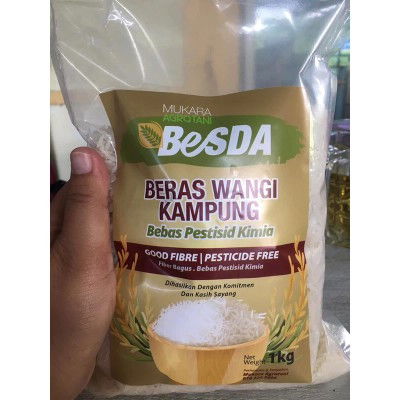 MUKARA
AGROTANI
BeSDA
BERAS WANGI
KAMPUNG
Bebas Pestisid Kimia
GOOD FIBRE | PESTICIDE FREE
Fiber Bagus . Bebas Pestisid Kimia
Dihasilkan Dengan Komitmen
Dan Kasih Sayang
Net
Weight 1kg